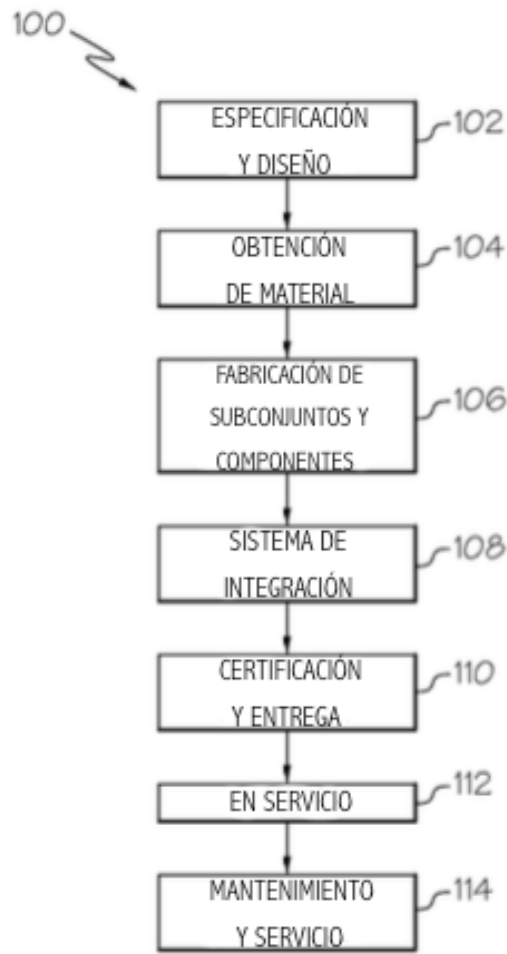 100
ESPECIFICACIÓN 102
Y DISEÑO
OBTENCIÓN 104
DE MATERIAL
FABRICACIÓN DE
SUBCONJUNTOS Y 106
COMPONENTES
SISTEMA DE 108
INTEGRACIÓN
CERTIFICACIÓN 110
Y ENTREGA
EN SERVICIO 112
MANTENIMIENTO 114
Y SERVICIO